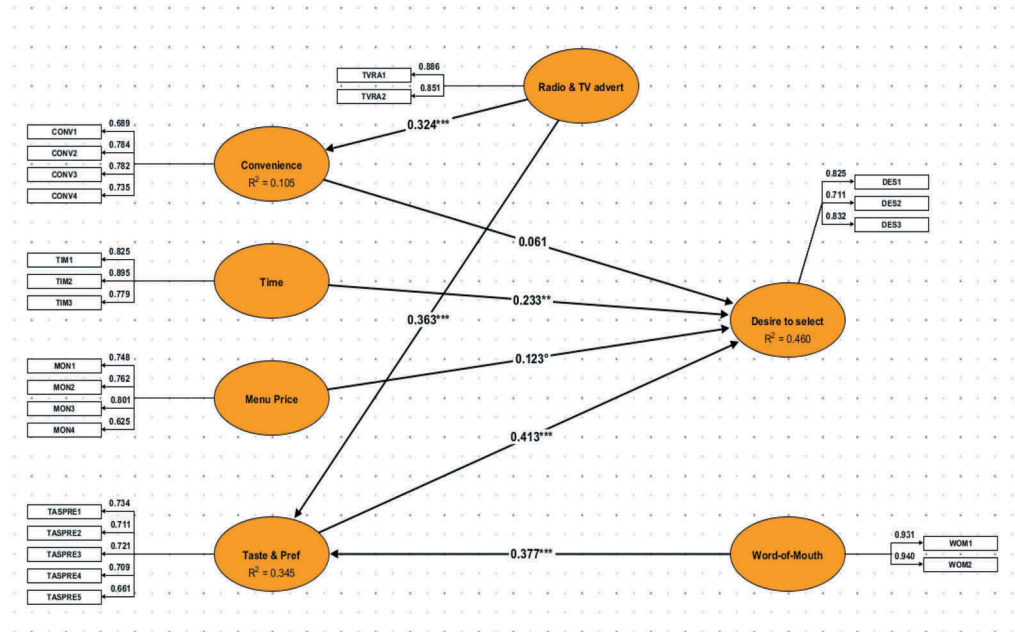 Radio & TV advert
TVRA1
0.886
TVRA2
0.851
0.324***
CONV1
0.689
CONV2
0.784
CONV3
0.782
CONV4
0.735
Convenience
R² = 0.105
DES1
0.825
DES2
0.711
DES3
0.832
0.061
TIM1
0.825
TIM2
0.895
TIM3
0.779
Time
0.233**
0.363***
Desire to select
R² = 0.460
MON1
0.748
MON2
0.762
MON3
0.801
MON4
0.625
Menu Price
0.123°
0.413***
TASPRE1
0.734
TASPRE2
0.711
TASPRE3
0.721
TASPRE4
0.709
TASPRE5
0.661
Taste & Pref
R² = 0.345
0.377***
Word-of-Mouth
0.931
WOM1
0.940
WOM2